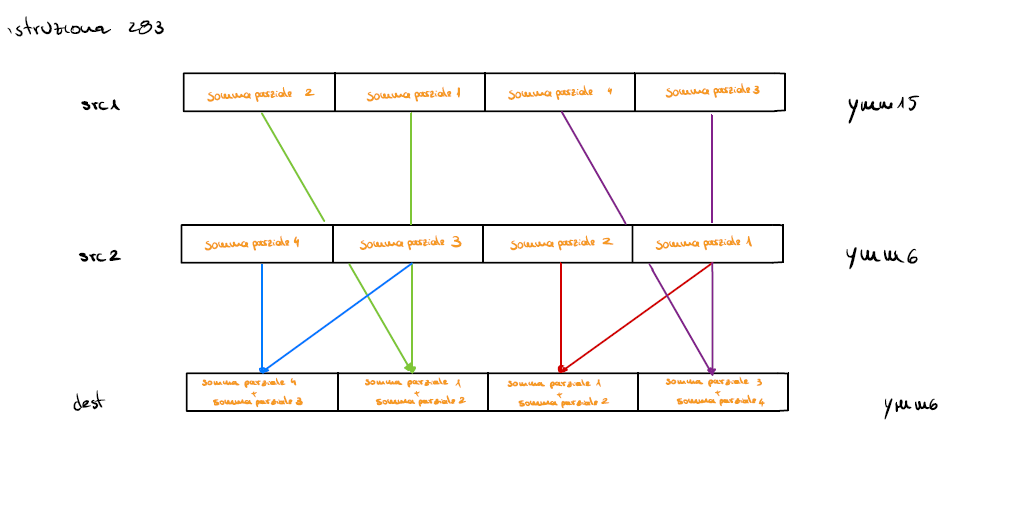 istruziona 283
src1
somma parziale 2
somma parziale 1
somma parziale 4
somma parziale 3
ymm15
src2
somma parziale 4
somma parziale 3
somma parziale 2
somma parziale 1
ymm6
dest
somma parziale 4
+
somma parziale 3
somma parziale 1
+
somma parziale 2
somma parziale 1
+
somma parziale 2
somma parziale 3
+
somma parziale 4
ymm6